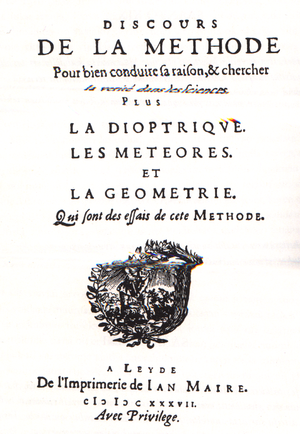 DISCOURS
DE LA METHODE
Pour bien conduire sa raison, & chercher
la verité dans les sciences.
PLUS
LA DIOPTRIQVE.
LES METEORES.
ET
LA GEOMETRIE.
Qui sont des essais de cete METHODE.
A LEYDE
De l'Imprimerie de IAN MAIRE.
CIↃ IↃ C XXXVII.
Avec Privilege.